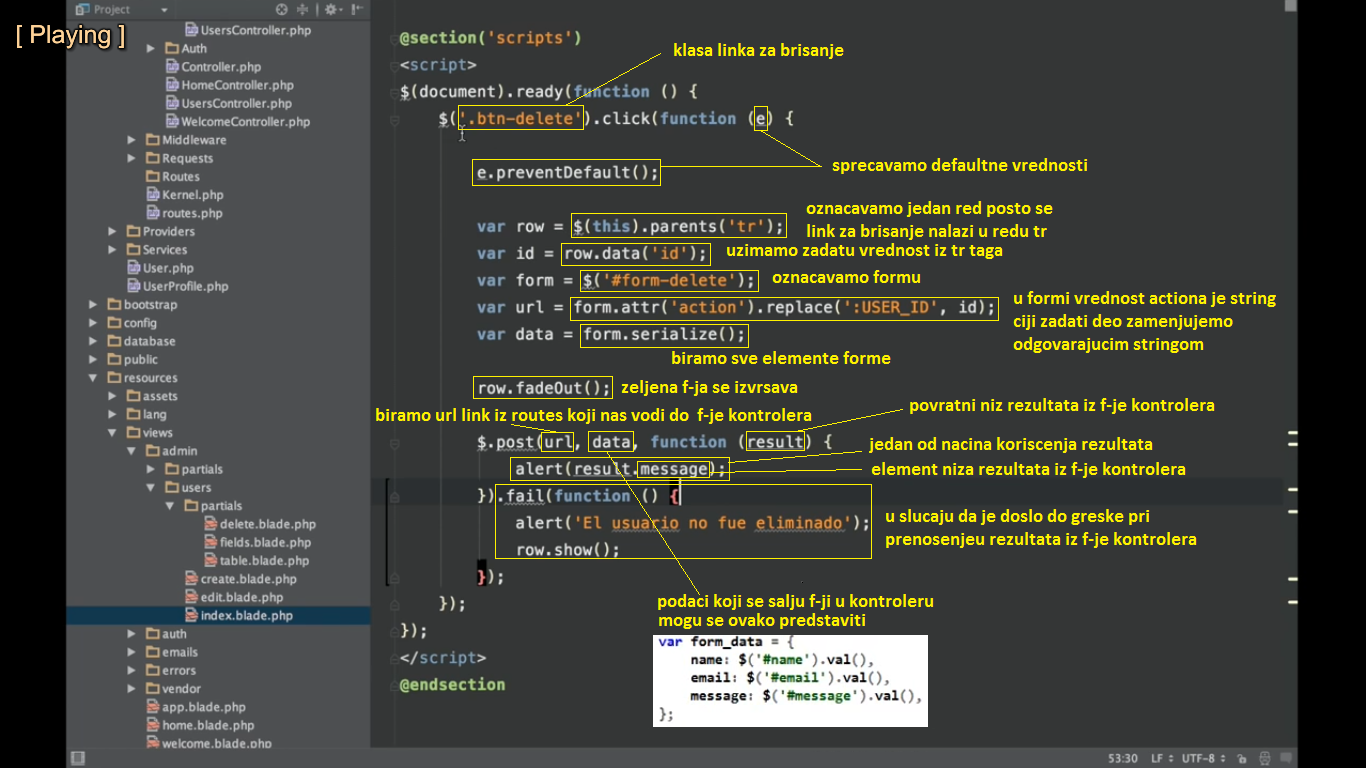 [ Playing ]
Project
UsersController.php
Auth
Controller.php
HomeController.php
UsersController.php
WelcomeController.php
Middleware
Requests
Routes
Kernel.php
routes.php
Providers
Services
User.php
UserProfile.php
bootstrap
config
database
public
resources
assets
lang
views
admin
partials
users
partials
delete.blade.php
fields.blade.php
table.blade.php
create.blade.php
edit.blade.php
index.blade.php
auth
emails
errors
vendor
app.blade.php
home.blade.php
welcome.blade.php
@section('scripts')
klasa linka za brisanje
<script>
$(document).ready(function () {
$('.btn-delete').click(function (e) {
sprecavamo defaultne vrednosti
e.preventDefault();
oznacavamo jedan red posto se
link za brisanje nalazi u redu tr
var row = $(this).parents('tr');
var id = row.data('id');
uzimamo zadatu vrednost iz tr taga
var form = $('#form-delete');
oznacavamo formu
var url = form.attr('action').replace(':USER_ID', id);
u formi vrednost actiona je string
ciji zadati deo zamenjujemo
odgovarajucim stringom
var data = form.serialize();
biramo sve elemente forme
row.fadeOut();
zeljena f-ja se izvrsava
biramo url link iz routes koji nas vodi do f-je kontrolera
povratni niz rezultata iz f-je kontrolera
$.post(url, data, function (result) {
jedan od nacina koriscenja rezultata
alert(result.message);
element niza rezultata iz f-je kontrolera
}).fail(function () {
alert('El usuario no fue eliminado');
u slucaju da je doslo do greske pri
prenosenjeu rezultata iz f-je kontrolera
row.show();
});
});
podaci koji se salju f-ji u kontroleru
mogu se ovako predstaviti
});
</script>
@endsection
var form_data = {
name: $('#name').val(),
email: $('#email').val(),
message: $('#message').val(),
};
53:30
LF
UTF-8